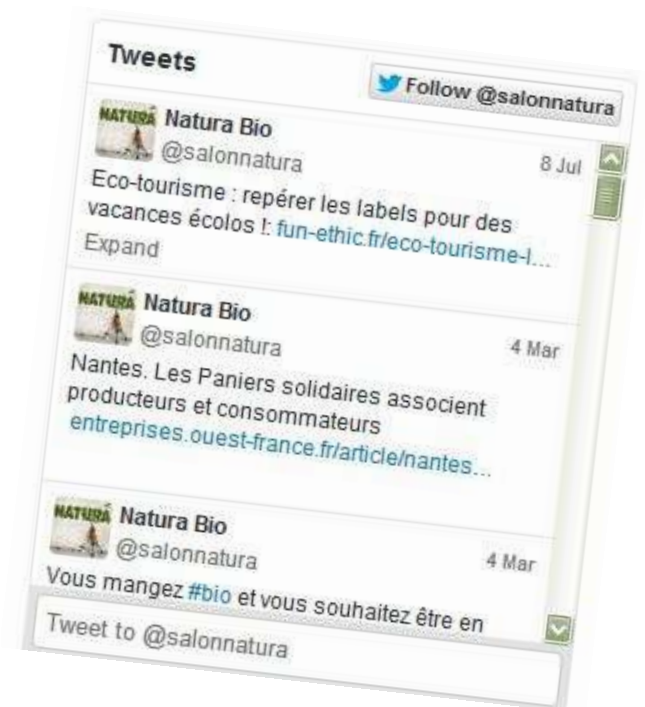 Tweets
Follow @salonnatura
NATURA Natura Bio
@salonnatura 8 Jul
Eco-tourisme : repérer les labels pour des
vacances écolos !: fun-ethic.fr/eco-tourisme-l...
Expand
NATURA Natura Bio
@salonnatura 4 Mar
Nantes. Les Paniers solidaires associent
producteurs et consommateurs
entreprises.ouest-france.fr/article/nantes...
NATURA Natura Bio
@salonnatura 4 Mar
Vous mangez #bio et vous souhaitez être en
Tweet to @salonnatura